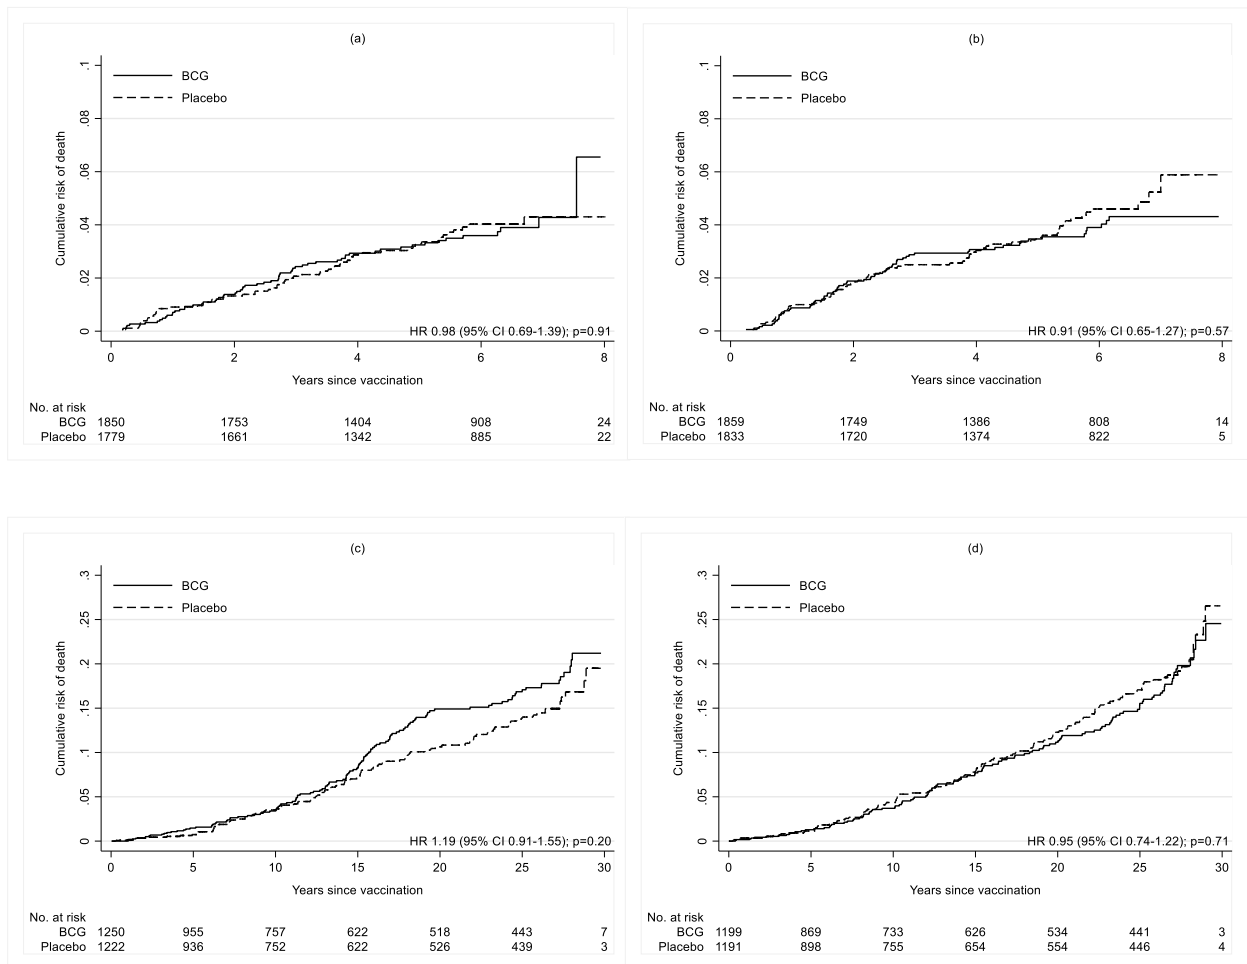 (a)
BCG
Placebo
Cumulative risk of death
.1
.08
.06
.04
.02
0
HR 0.98 (95% CI 0.69-1.39); p=0.91
0 2 4 6 8
Years since vaccination
No. at risk
BCG 1850 1753 1404 908 24
Placebo 1779 1661 1342 885 22
(b)
BCG
Placebo
Cumulative risk of death
.1
.08
.06
.04
.02
0
HR 0.91 (95% CI 0.65-1.27); p=0.57
0 2 4 6 8
Years since vaccination
No. at risk
BCG 1859 1749 1386 808 14
Placebo 1833 1720 1374 822 5
(c)
BCG
Placebo
Cumulative risk of death
.3
.25
.2
.15
.1
.05
0
HR 1.19 (95% CI 0.91-1.55); p=0.20
0 5 10 15 20 25 30
Years since vaccination
No. at risk
BCG 1250 955 757 622 518 443 7
Placebo 1222 936 752 622 526 439 3
(d)
BCG
Placebo
Cumulative risk of death
.3
.25
.2
.15
.1
.05
0
HR 0.95 (95% CI 0.74-1.22); p=0.71
0 5 10 15 20 25 30
Years since vaccination
No. at risk
BCG 1199 869 733 626 534 441 3
Placebo 1191 898 755 654 554 446 4